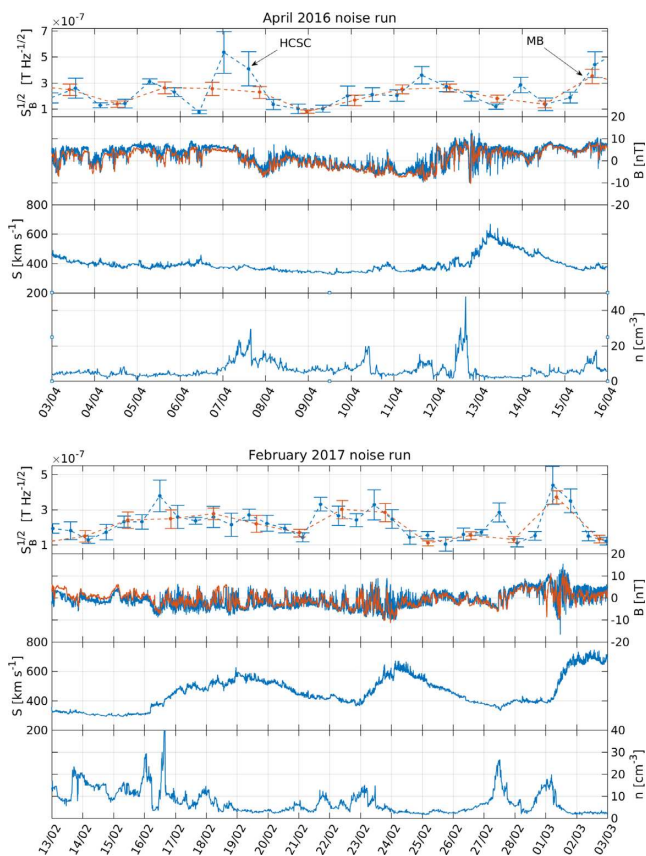 April 2016 noise run
×10⁻⁷
7
5
3
1
S_B^1/2 [T Hz^-1/2]
HCSC
MB
20
10
0
-10
-20
B [nT]
800
600
400
200
S [km s⁻¹]
40
20
0
n [cm⁻³]
03/04 04/04 05/04 06/04 07/04 08/04 09/04 10/04 11/04 12/04 13/04 14/04 15/04 16/04
February 2017 noise run
×10⁻⁷
5
3
1
S_B^1/2 [T Hz^-1/2]
20
10
0
-10
-20
B [nT]
800
600
400
200
S [km s⁻¹]
40
30
20
10
0
n [cm⁻³]
13/02 14/02 15/02 16/02 17/02 18/02 19/02 20/02 21/02 22/02 23/02 24/02 25/02 26/02 27/02 28/02 01/03 02/03 03/03